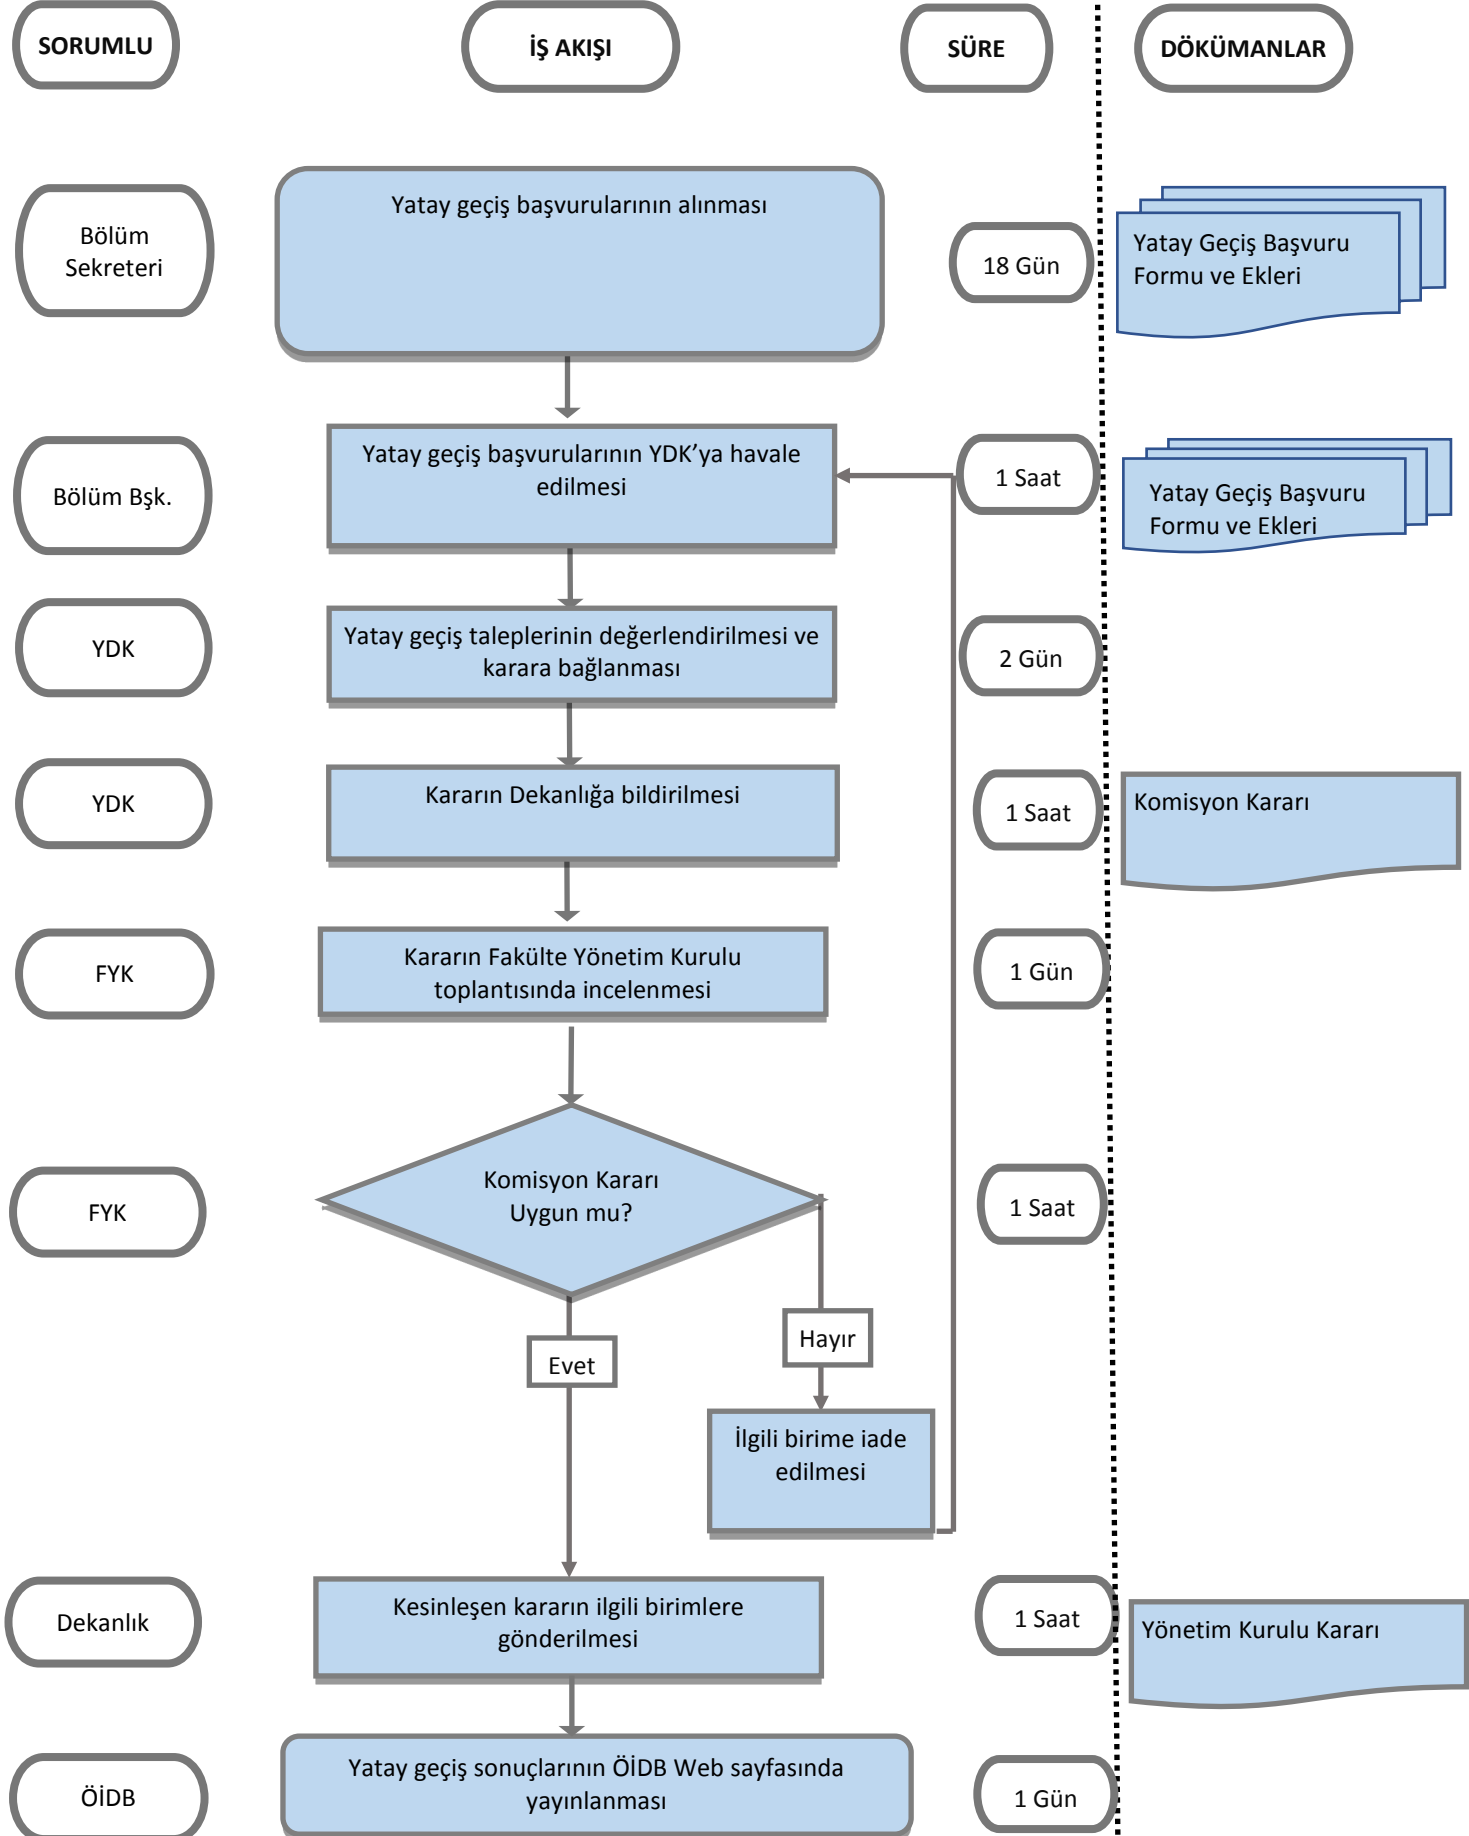 SORUMLU
İŞ AKIŞI
SÜRE
DÖKÜMANLAR
Bölüm
Sekreteri
Yatay geçiş başvurularının alınması
18 Gün
Yatay Geçiş Başvuru
Formu ve Ekleri
Bölüm Bşk.
Yatay geçiş başvurularının YDK’ya havale
edilmesi
1 Saat
Yatay Geçiş Başvuru
Formu ve Ekleri
YDK
Yatay geçiş taleplerinin değerlendirilmesi ve
karara bağlanması
2 Gün
YDK
Kararın Dekanlığa bildirilmesi
1 Saat
Komisyon Kararı
FYK
Kararın Fakülte Yönetim Kurulu
toplantısında incelenmesi
1 Gün
FYK
Komisyon Kararı
Uygun mu?
1 Saat
Hayır
Evet
İlgili birime iade
edilmesi
Dekanlık
Kesinleşen kararın ilgili birimlere
gönderilmesi
1 Saat
Yönetim Kurulu Kararı
ÖİDB
Yatay geçiş sonuçlarının ÖİDB Web sayfasında
yayınlanması
1 Gün